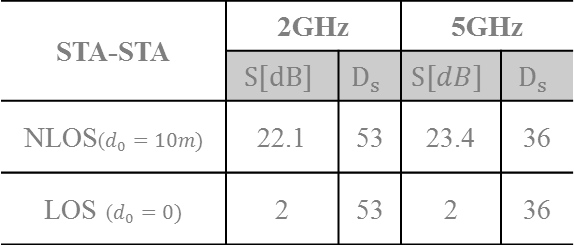 STA-STA 2GHz 5GHz
S[dB] Dₛ S[dB] Dₛ
NLOS(d₀ = 10m) 22.1 53 23.4 36
LOS (d₀ = 0) 2 53 2 36